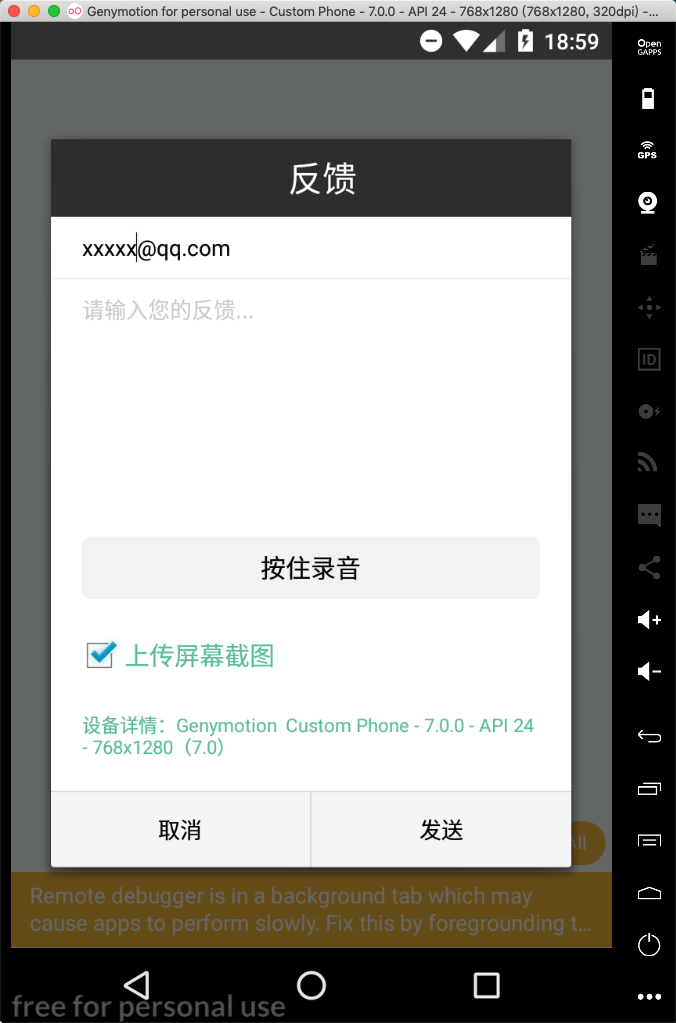 Genymotion for personal use - Custom Phone - 7.0.0 - API 24 - 768x1280 (768x1280, 320dpi) -...
18:59
Open
GAPPS
GPS
反馈
xxxxx@qq.com
请输入您的反馈...
ID
按住录音
上传屏幕截图
设备详情：Genymotion Custom Phone - 7.0.0 - API 24
- 768x1280（7.0）
取消
发送
All
Remote debugger is in a background tab which may
cause apps to perform slowly. Fix this by foregrounding t...
free for personal use